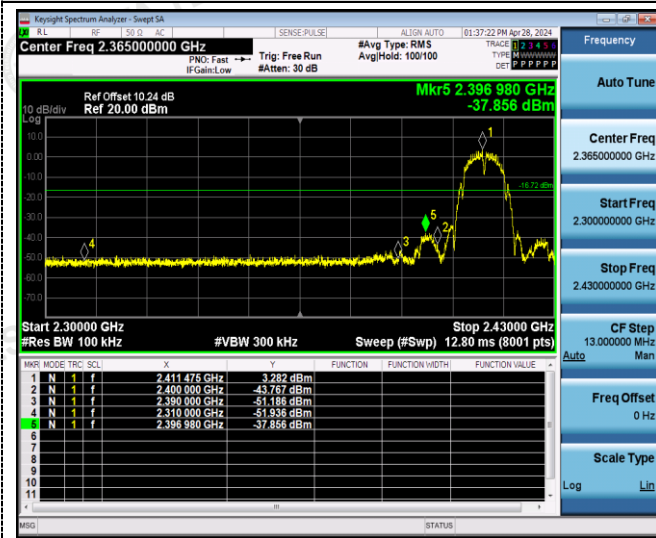 Keysight Spectrum Analyzer - Swept SA
RL RF 50 Ω AC SENSE:PULSE ALIGN AUTO 01:37:22 PM Apr 28, 2024
Center Freq 2.365000000 GHz
PNO: Fast Trig: Free Run
IFGain:Low #Atten: 30 dB
#Avg Type: RMS
Avg|Hold: 100/100
TRACE 1 2 3 4 5 6
TYPE M W W W W W
DET P P P P P P
Mkr5 2.396 980 GHz
-37.856 dBm
Ref Offset 10.24 dB
10 dB/div Ref 20.00 dBm
Log
10.0
0.00
-10.0
-20.0
-30.0
-40.0
-50.0
-60.0
-70.0
-16.72 dBm
1
2
3
4
5
Start 2.30000 GHz Stop 2.43000 GHz
#Res BW 100 kHz #VBW 300 kHz Sweep (#Swp) 12.80 ms (8001 pts)
MKR MODE TRC SCL X Y FUNCTION FUNCTION WIDTH FUNCTION VALUE
1 N 1 f 2.411 475 GHz 3.282 dBm
2 N 1 f 2.400 000 GHz -43.767 dBm
3 N 1 f 2.390 000 GHz -51.186 dBm
4 N 1 f 2.310 000 GHz -51.936 dBm
5 N 1 f 2.396 980 GHz -37.856 dBm
6
7
8
9
10
11
MSG STATUS
Frequency
Auto Tune
Center Freq
2.365000000 GHz
Start Freq
2.300000000 GHz
Stop Freq
2.430000000 GHz
CF Step
13.000000 MHz
Auto Man
Freq Offset
0 Hz
Scale Type
Log Lin